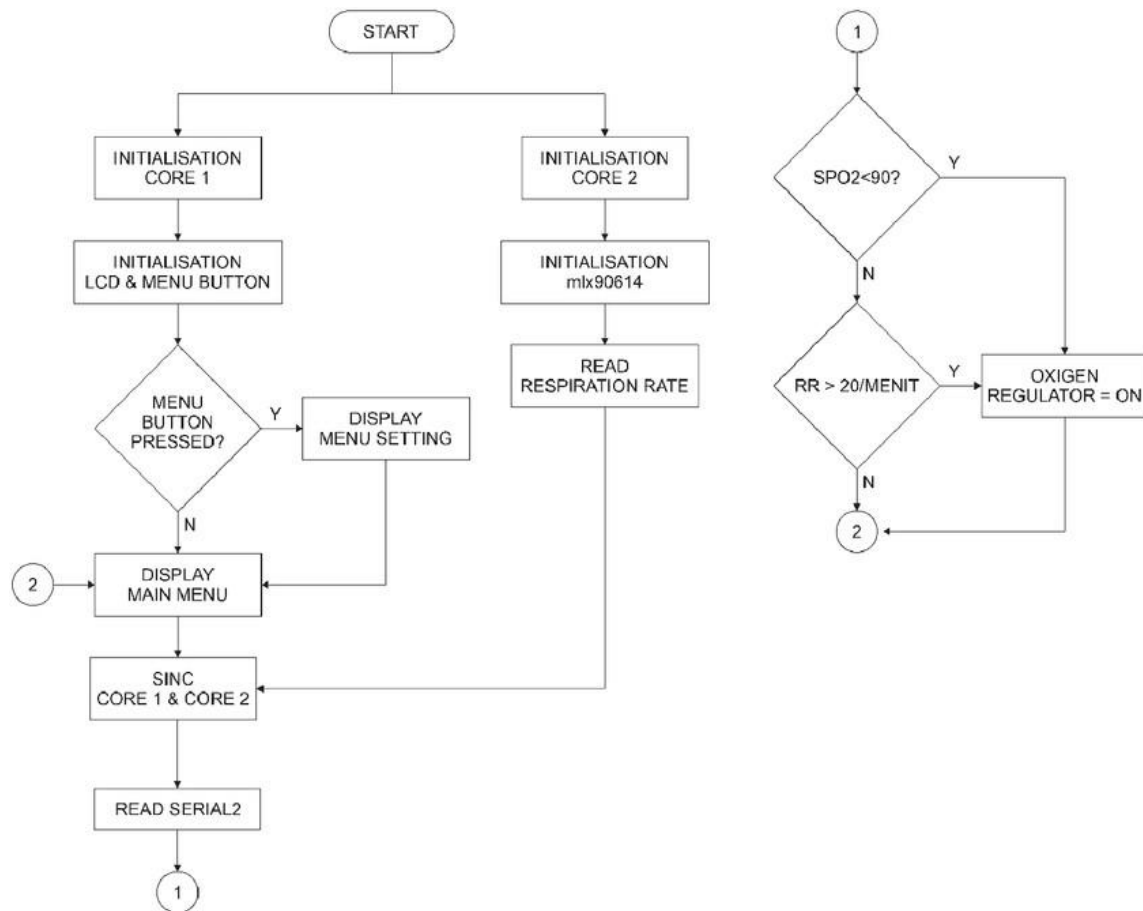 START
INITIALISATION
CORE 1
INITIALISATION
LCD & MENU BUTTON
MENU
BUTTON
PRESSED?
Y
DISPLAY
MENU SETTING
N
2
DISPLAY
MAIN MENU
SINC
CORE 1 & CORE 2
READ SERIAL2
1
INITIALISATION
CORE 2
INITIALISATION
mlx90614
READ
RESPIRATION RATE
1
SPO2<90?
Y
N
RR > 20/MENIT
Y
OXIGEN
REGULATOR = ON
N
2